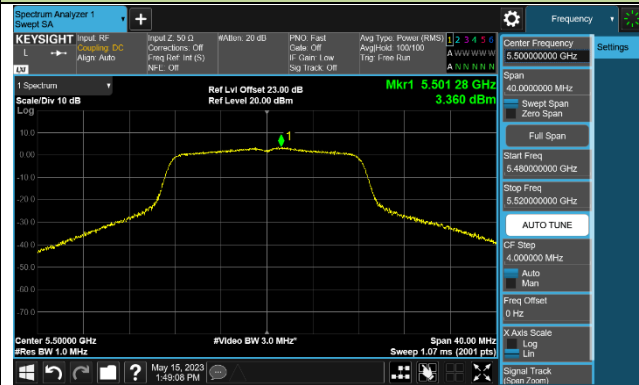 Spectrum Analyzer 1
Swept SA
Frequency
KEYSIGHT
Input: RF
Input Z: 50 Ω
#Atten: 20 dB
PNO: Fast
Avg Type: Power (RMS)
1 2 3 4 5 6
L
Coupling: DC
Corrections: Off
Gate: Off
Avg|Hold: 100/100
A W W W W W
Align: Auto
Freq Ref: Int (S)
IF Gain: Low
Trig: Free Run
NFE: Off
Sig Track: Off
A N N N N N
1 Spectrum
Ref Lvl Offset 23.00 dB
Mkr1 5.501 28 GHz
Scale/Div 10 dB
Ref Level 20.00 dBm
3.360 dBm
Log
1
10.0
0.00
-10.0
-20.0
-30.0
-40.0
-50.0
-60.0
-70.0
Center 5.50000 GHz
#Video BW 3.0 MHz*
Span 40.00 MHz
#Res BW 1.0 MHz
Sweep 1.07 ms (2001 pts)
May 15, 2023
1:49:08 PM
Center Frequency
5.500000000 GHz
Settings
Span
40.0000000 MHz
Swept Span
Zero Span
Full Span
Start Freq
5.480000000 GHz
Stop Freq
5.520000000 GHz
AUTO TUNE
CF Step
4.000000 MHz
Auto
Man
Freq Offset
0 Hz
X Axis Scale
Log
Lin
Signal Track
(Span Zoom)